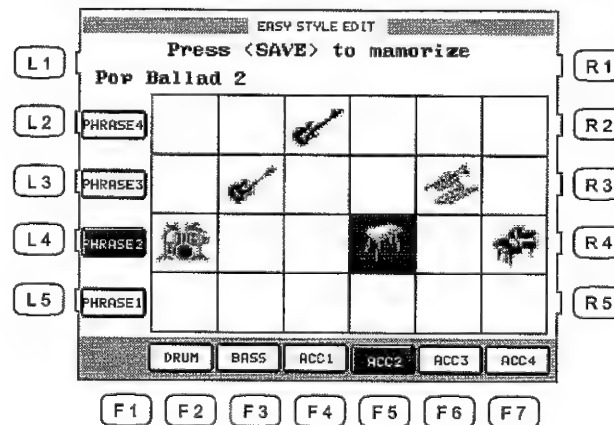 EASY STYLE EDIT
Press <SAVE> to mamorize
L1 R1
Pop Ballad 2
L2 PHRASE4 R2
L3 PHRASE3 R3
L4 PHRASE2 R4
L5 PHRASE1 R5
DRUM BASS ACC1 ACC2 ACC3 ACC4
F1 F2 F3 F4 F5 F6 F7